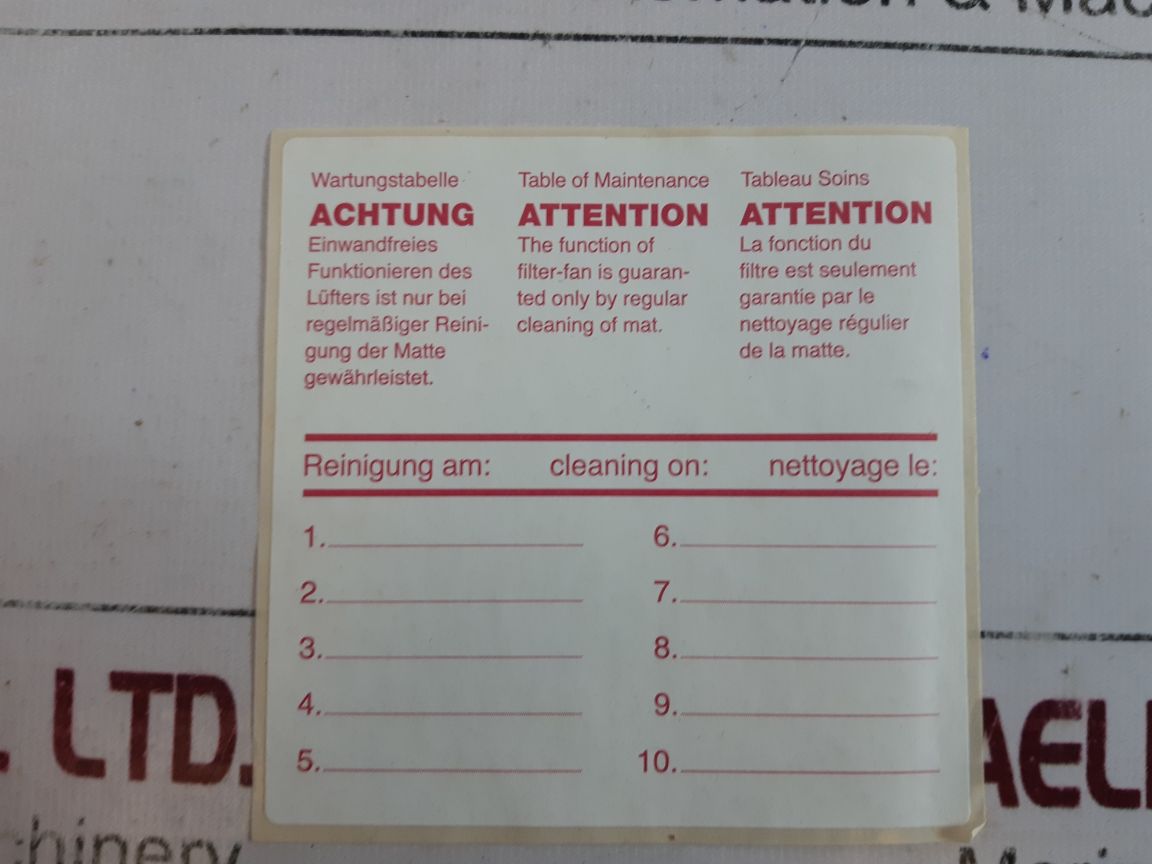 Wartungstabelle
ACHTUNG
Einwandfreies
Funktionieren des
Lüfters ist nur bei
regelmäßiger Reini-
gung der Matte
gewährleistet.
Table of Maintenance
ATTENTION
The function of
filter-fan is guaran-
ted only by regular
cleaning of mat.
Tableau Soins
ATTENTION
La fonction du
filtre est seulement
garantie par le
nettoyage régulier
de la matte.
Reinigung am: cleaning on: nettoyage le:
1. 6.
2. 7.
3. 8.
4. 9.
5. 10.
LTD.